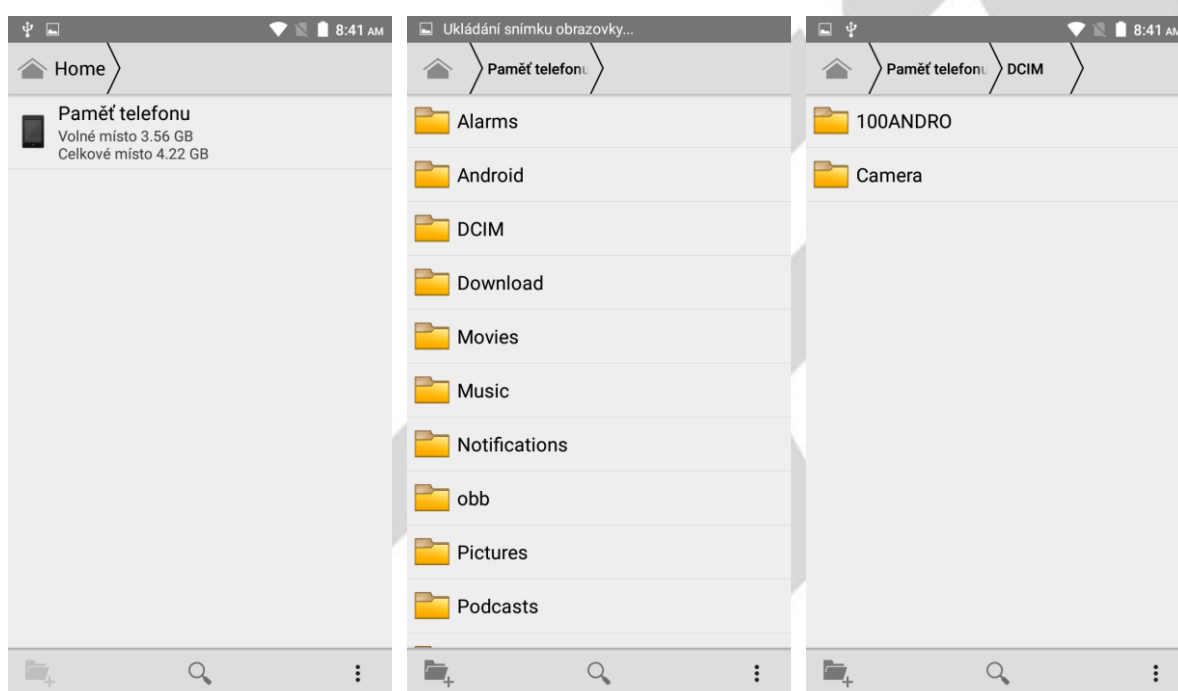 8:41 AM
Home
Paměť telefonu
Volné místo 3.56 GB
Celkové místo 4.22 GB
Ukládání snímku obrazovky...
Paměť telefonu
Alarms
Android
DCIM
Download
Movies
Music
Notifications
obb
Pictures
Podcasts
8:41 AM
Paměť telefonu DCIM
100ANDRO
Camera